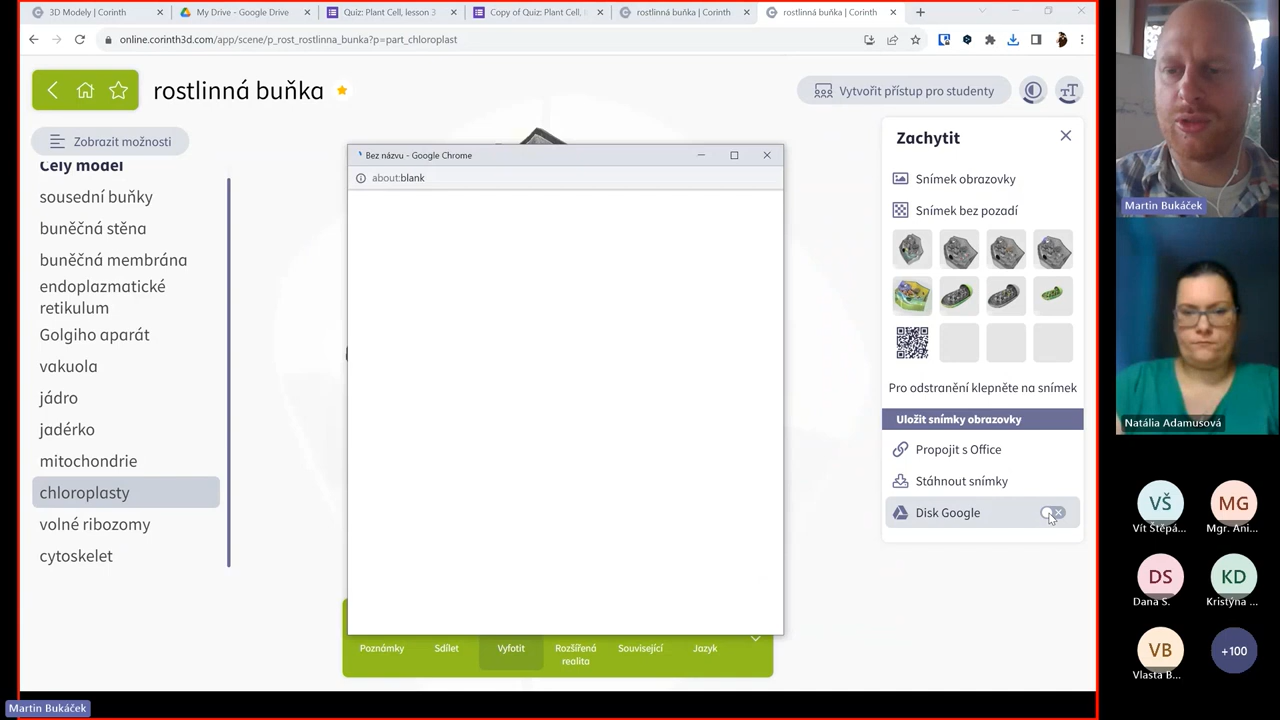 3D Modely | Corinth
My Drive - Google Drive
Quiz: Plant Cell, lesson 3
Copy of Quiz: Plant Cell, l
rostlinná buňka | Corinth
rostlinná buňka | Corinth
online.corinth3d.com/app/scene/p_rost_rostlinna_bunka?p=part_chloroplast
rostlinná buňka
Vytvořit přístup pro studenty
Zobrazit možnosti
Celý model
sousední buňky
buněčná stěna
buněčná membrána
endoplazmatické
retikulum
Golgiho aparát
vakuola
jádro
jadérko
mitochondrie
chloroplasty
volné ribozomy
cytoskelet
Bez názvu - Google Chrome
about:blank
Zachytit
Snímek obrazovky
Snímek bez pozadí
Pro odstranění klepněte na snímek
Uložit snímky obrazovky
Propojit s Office
Stáhnout snímky
Disk Google
Poznámky
Sdílet
Vyfotit
Rozšířená
realita
Související
Jazyk
Martin Bukáček
Natália Adamusová
VŠ
Vít Štěpá...
MG
Mgr. Ani...
DS
Dana S.
KD
Kristýna ...
VB
Vlasta B...
+100
Martin Bukáček